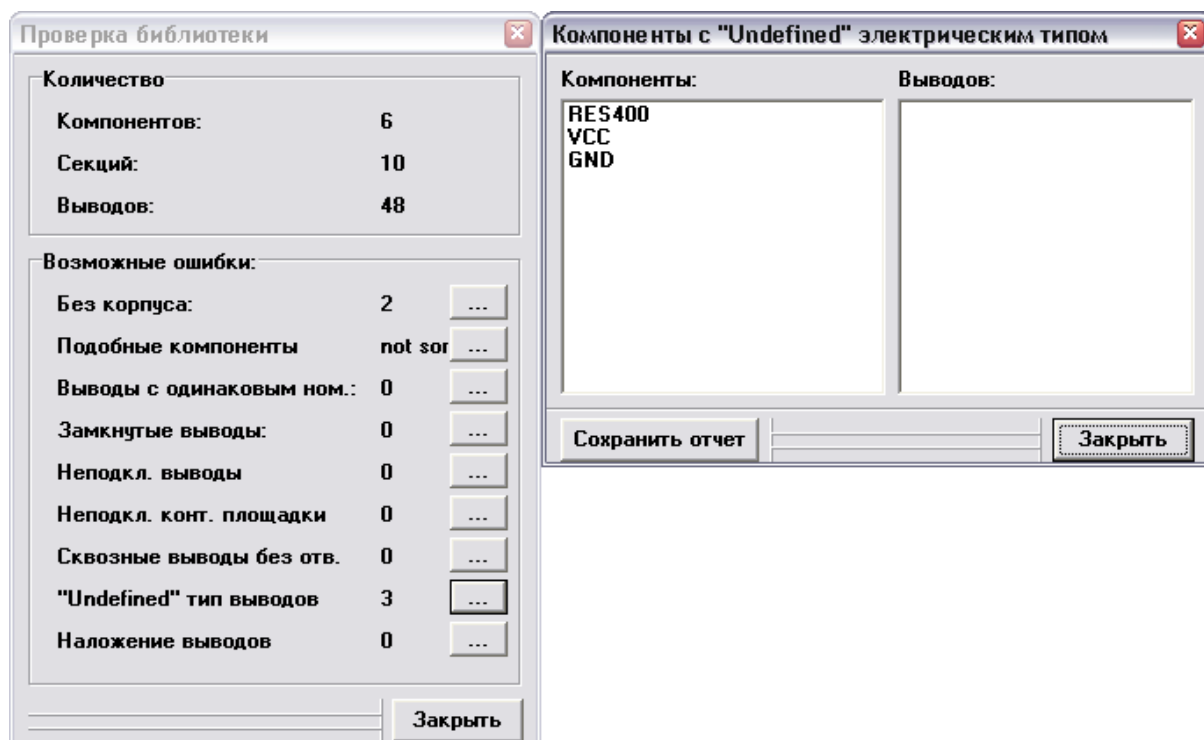 Проверка библиотеки
Количество
Компонентов: 6
Секций: 10
Выводов: 48
Возможные ошибки:
Без корпуса: 2 ...
Подобные компоненты not sor ...
Выводы с одинаковым ном.: 0 ...
Замкнутые выводы: 0 ...
Неподкл. выводы 0 ...
Неподкл. конт. площадки 0 ...
Сквозные выводы без отв. 0 ...
"Undefined" тип выводов 3 ...
Наложение выводов 0 ...
Закрыть
Компоненты с "Undefined" электрическим типом
Компоненты: Выводов:
RES400
VCC
GND
Сохранить отчет Закрыть